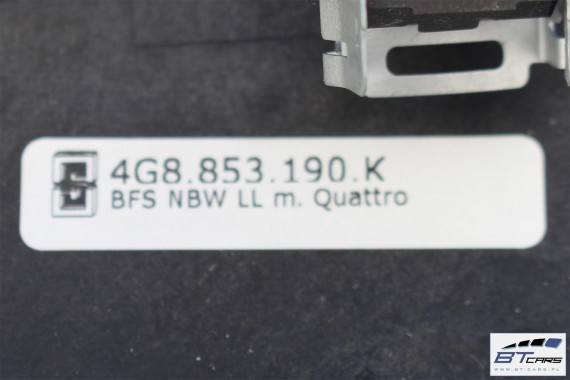 4G8.853.190.K
BFS NBW LL m. Quattro
BTCARS
WWW.BT-CARS.PL